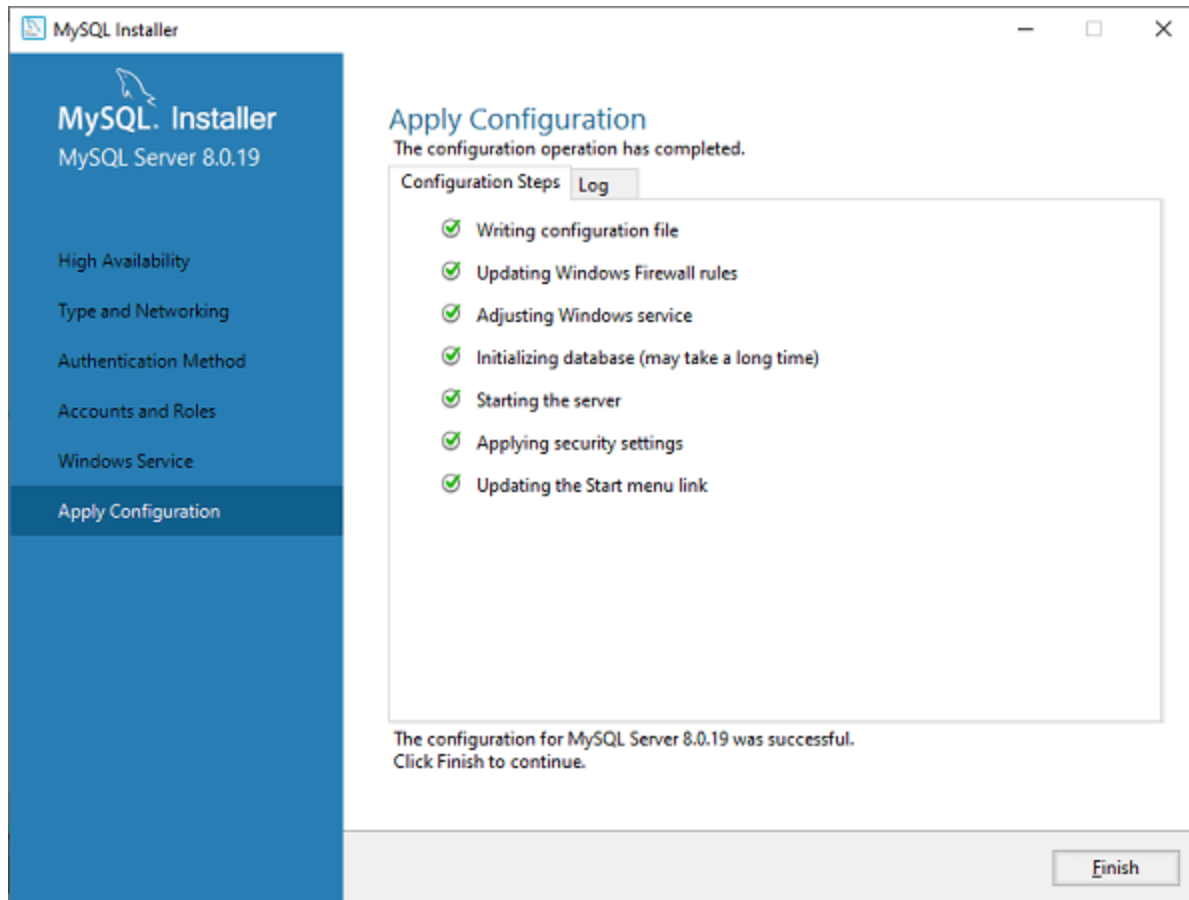 MySQL Installer
MySQL. Installer
MySQL Server 8.0.19
High Availability
Type and Networking
Authentication Method
Accounts and Roles
Windows Service
Apply Configuration
Apply Configuration
The configuration operation has completed.
Configuration Steps
Log
Writing configuration file
Updating Windows Firewall rules
Adjusting Windows service
Initializing database (may take a long time)
Starting the server
Applying security settings
Updating the Start menu link
The configuration for MySQL Server 8.0.19 was successful.
Click Finish to continue.
Finish